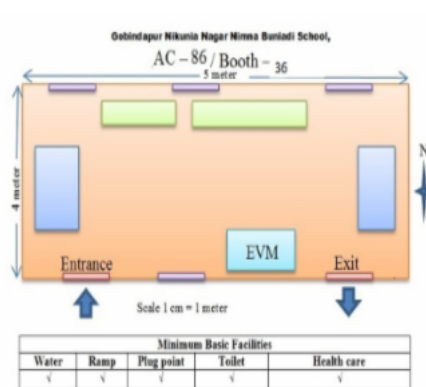 Gobindapur Nikunia Nagar Nimna Buniadi School,
AC - 86 / Booth - 36
5 meter
4 meter
N
EVM
Entrance
Exit
Scale 1 cm = 1 meter
Minimum Basic Facilities
Water Ramp Plug point Toilet Health care
√ √ √ √ √